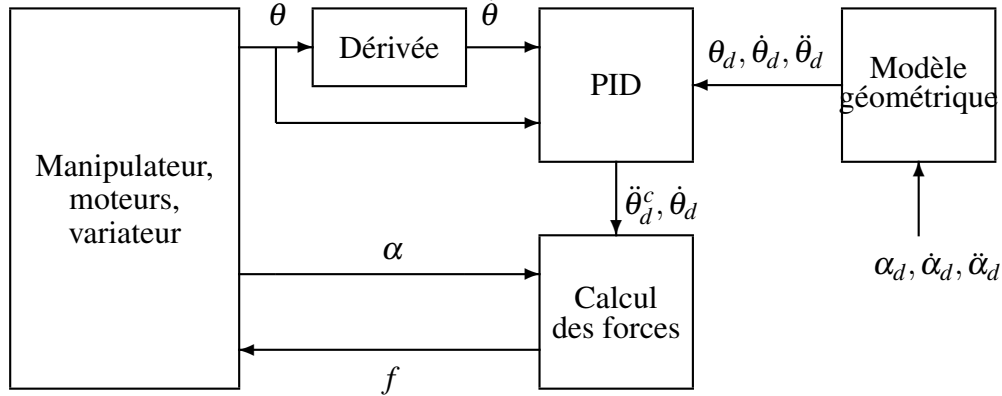 θ
θ
Dérivée
PID
θ_d, θ̇_d, θ̈_d
Modèle
géométrique
Manipulateur,
moteurs,
variateur
θ̈_d^c, θ̇_d
α
α_d, α̇_d, α̈_d
Calcul
des forces
f